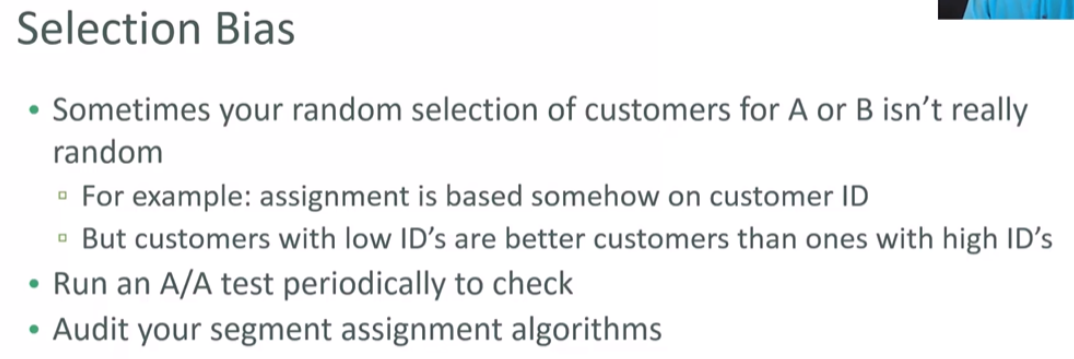 Selection Bias
• Sometimes your random selection of customers for A or B isn’t really
random
▫ For example: assignment is based somehow on customer ID
▫ But customers with low ID’s are better customers than ones with high ID’s
• Run an A/A test periodically to check
• Audit your segment assignment algorithms